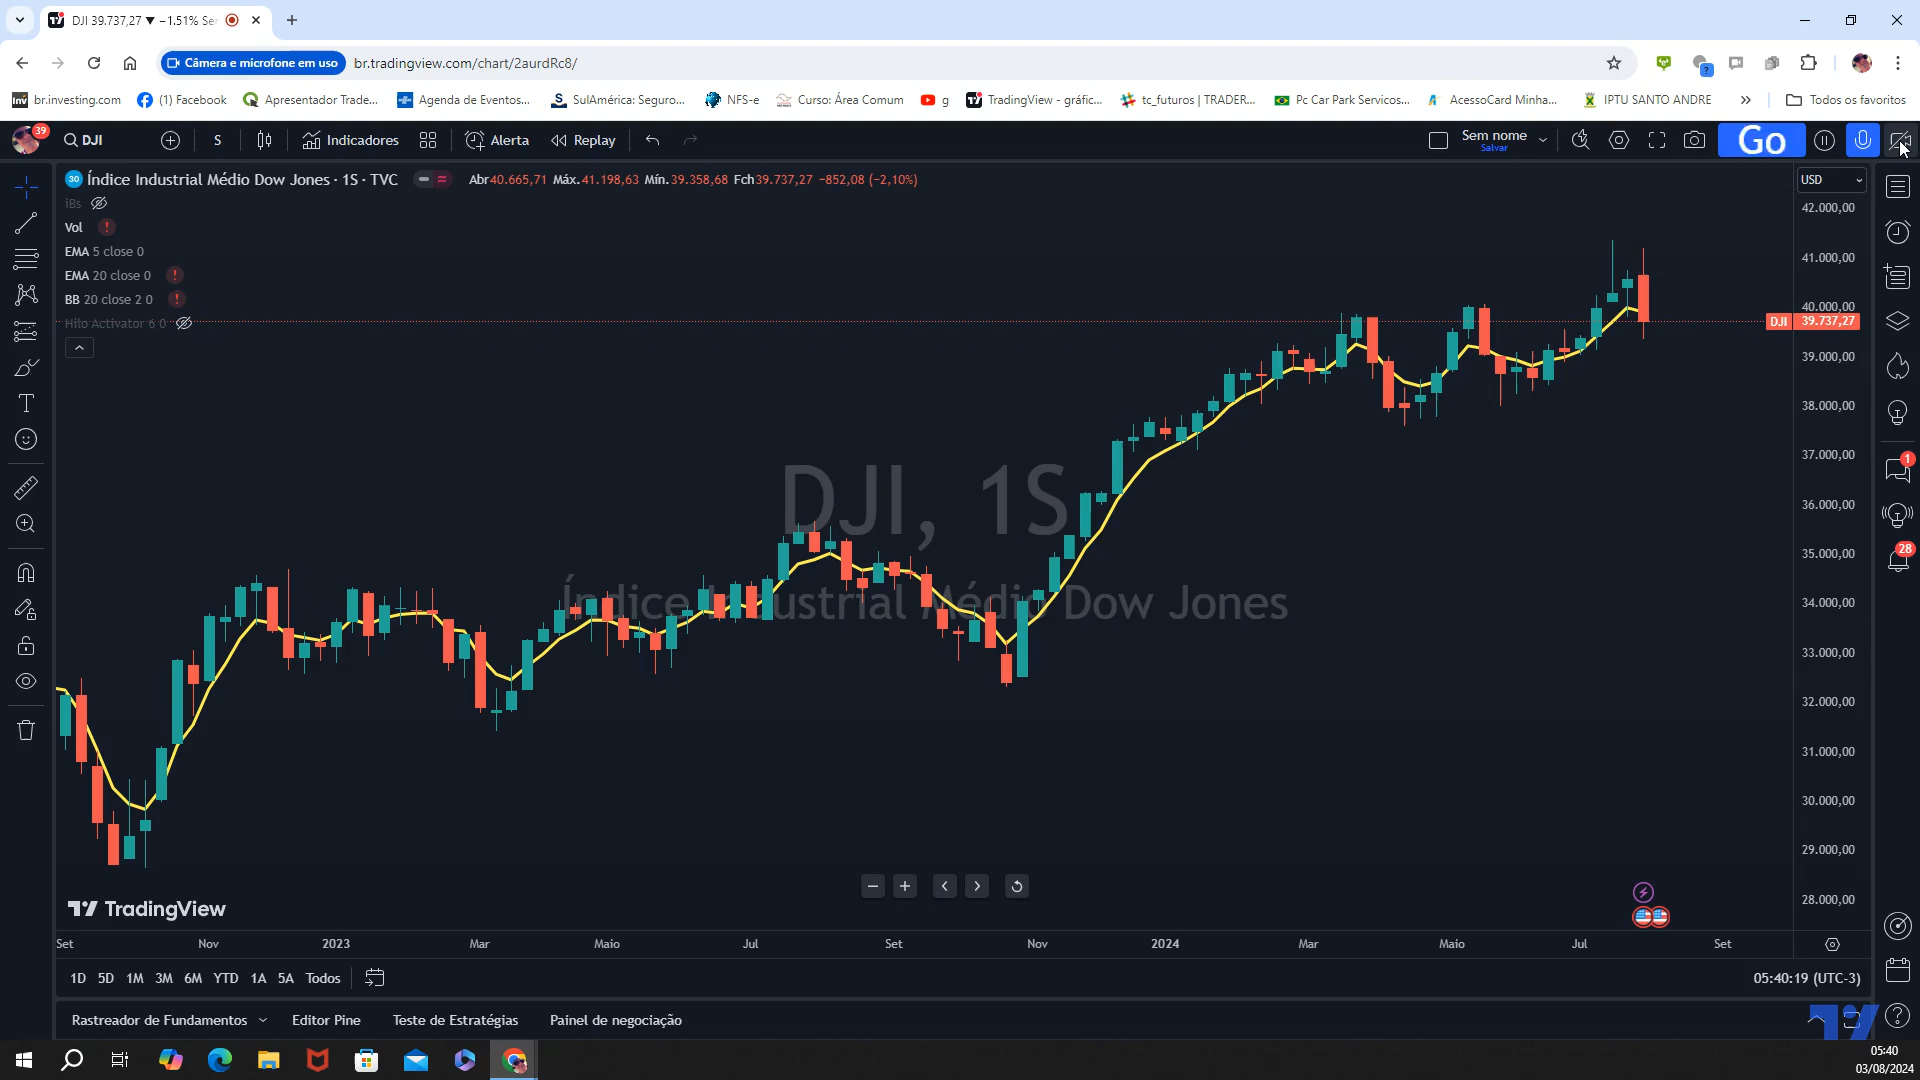 DJI 39.737,27 ▼ −1.51% Ser
Câmera e microfone em uso
br.tradingview.com/chart/2aurdRc8/
br.investing.com
(1) Facebook
Apresentador Trade...
Agenda de Eventos...
SulAmérica: Seguro...
NFS-e
Curso: Área Comum
g
TradingView - gráfic...
tc_futuros | TRADER...
Pc Car Park Servicos...
AcessoCard Minha...
IPTU SANTO ANDRE
»
Todos os favoritos
39
DJI
S
Indicadores
Alerta
Replay
Sem nome
Salvar
Go
30 Índice Industrial Médio Dow Jones · 1S · TVC
Abr40.665,71 Máx.41.198,63 Mín.39.358,68 Fch39.737,27 −852,08 (−2,10%)
USD
iBs
Vol
EMA 5 close 0
EMA 20 close 0
BB 20 close 2 0
Hilo Activator 6 0
42.000,00
41.000,00
40.000,00
DJI 39.737,27
39.000,00
38.000,00
37.000,00
36.000,00
35.000,00
34.000,00
33.000,00
32.000,00
31.000,00
30.000,00
29.000,00
28.000,00
DJI, 1S
Índice Industrial Médio Dow Jones
1
28
TradingView
Set
Nov
2023
Mar
Maio
Jul
Set
Nov
2024
Mar
Maio
Jul
Set
1D
5D
1M
3M
6M
YTD
1A
5A
Todos
05:40:19 (UTC-3)
Rastreador de Fundamentos
Editor Pine
Teste de Estratégias
Painel de negociação
05:40
03/08/2024